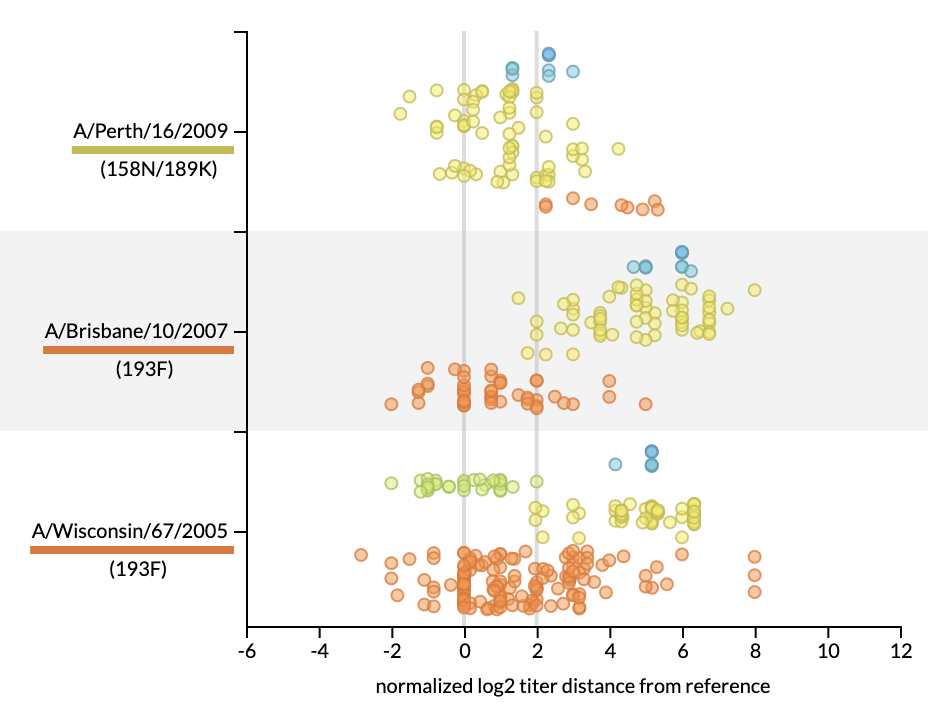 A/Perth/16/2009
(158N/189K)
A/Brisbane/10/2007
(193F)
A/Wisconsin/67/2005
(193F)
-6 -4 -2 0 2 4 6 8 10 12
normalized log2 titer distance from reference